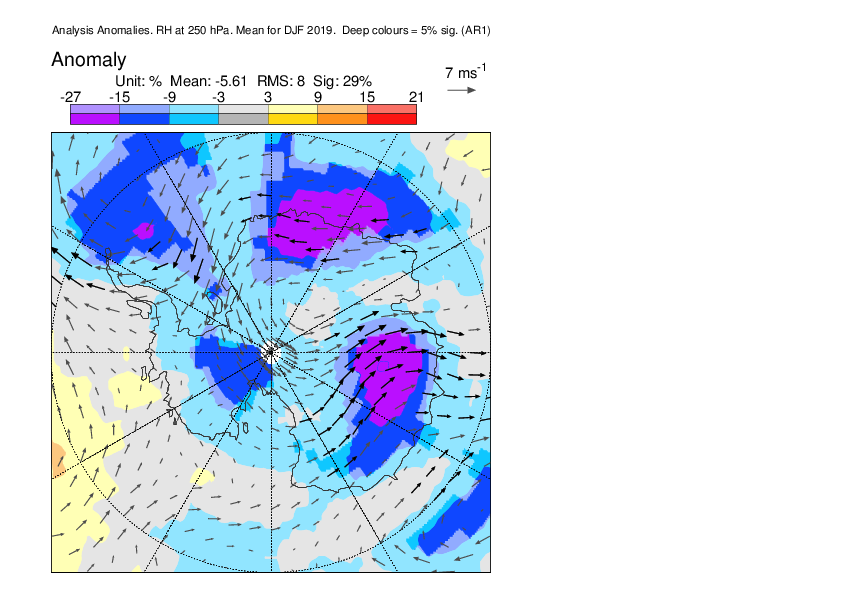 Analysis Anomalies. RH at 250 hPa. Mean for DJF 2019. Deep colours = 5% sig. (AR1)
Anomaly
7 ms-1
Unit: % Mean: -5.61 RMS: 8 Sig: 29%
-27 -15 -9 -3 3 9 15 21